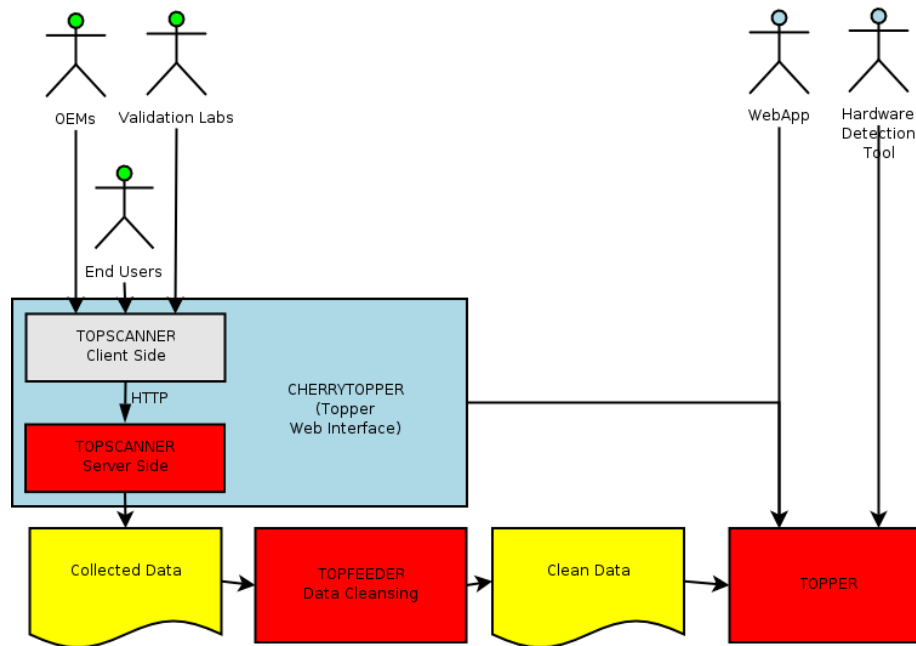 OEMs
Validation Labs
WebApp
Hardware
Detection
Tool
End Users
TOPSCANNER
Client Side
HTTP
CHERRYTOPPER
(Topper
Web Interface)
TOPSCANNER
Server Side
Collected Data
TOPFEEDER
Data Cleansing
Clean Data
TOPPER